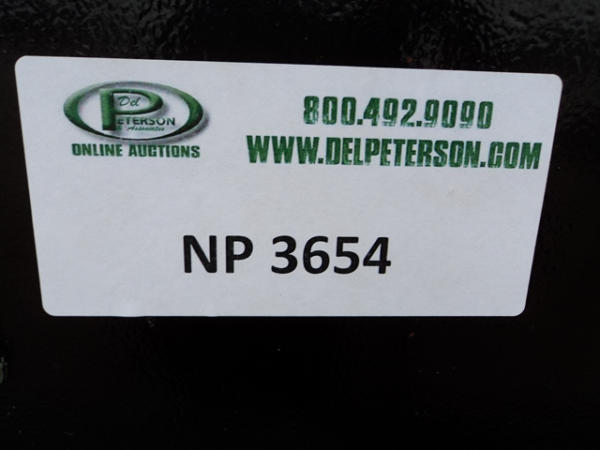 Del
PETERSON
& Associates
ONLINE AUCTIONS
800.492.9090
WWW.DELPETERSON.COM
NP 3654